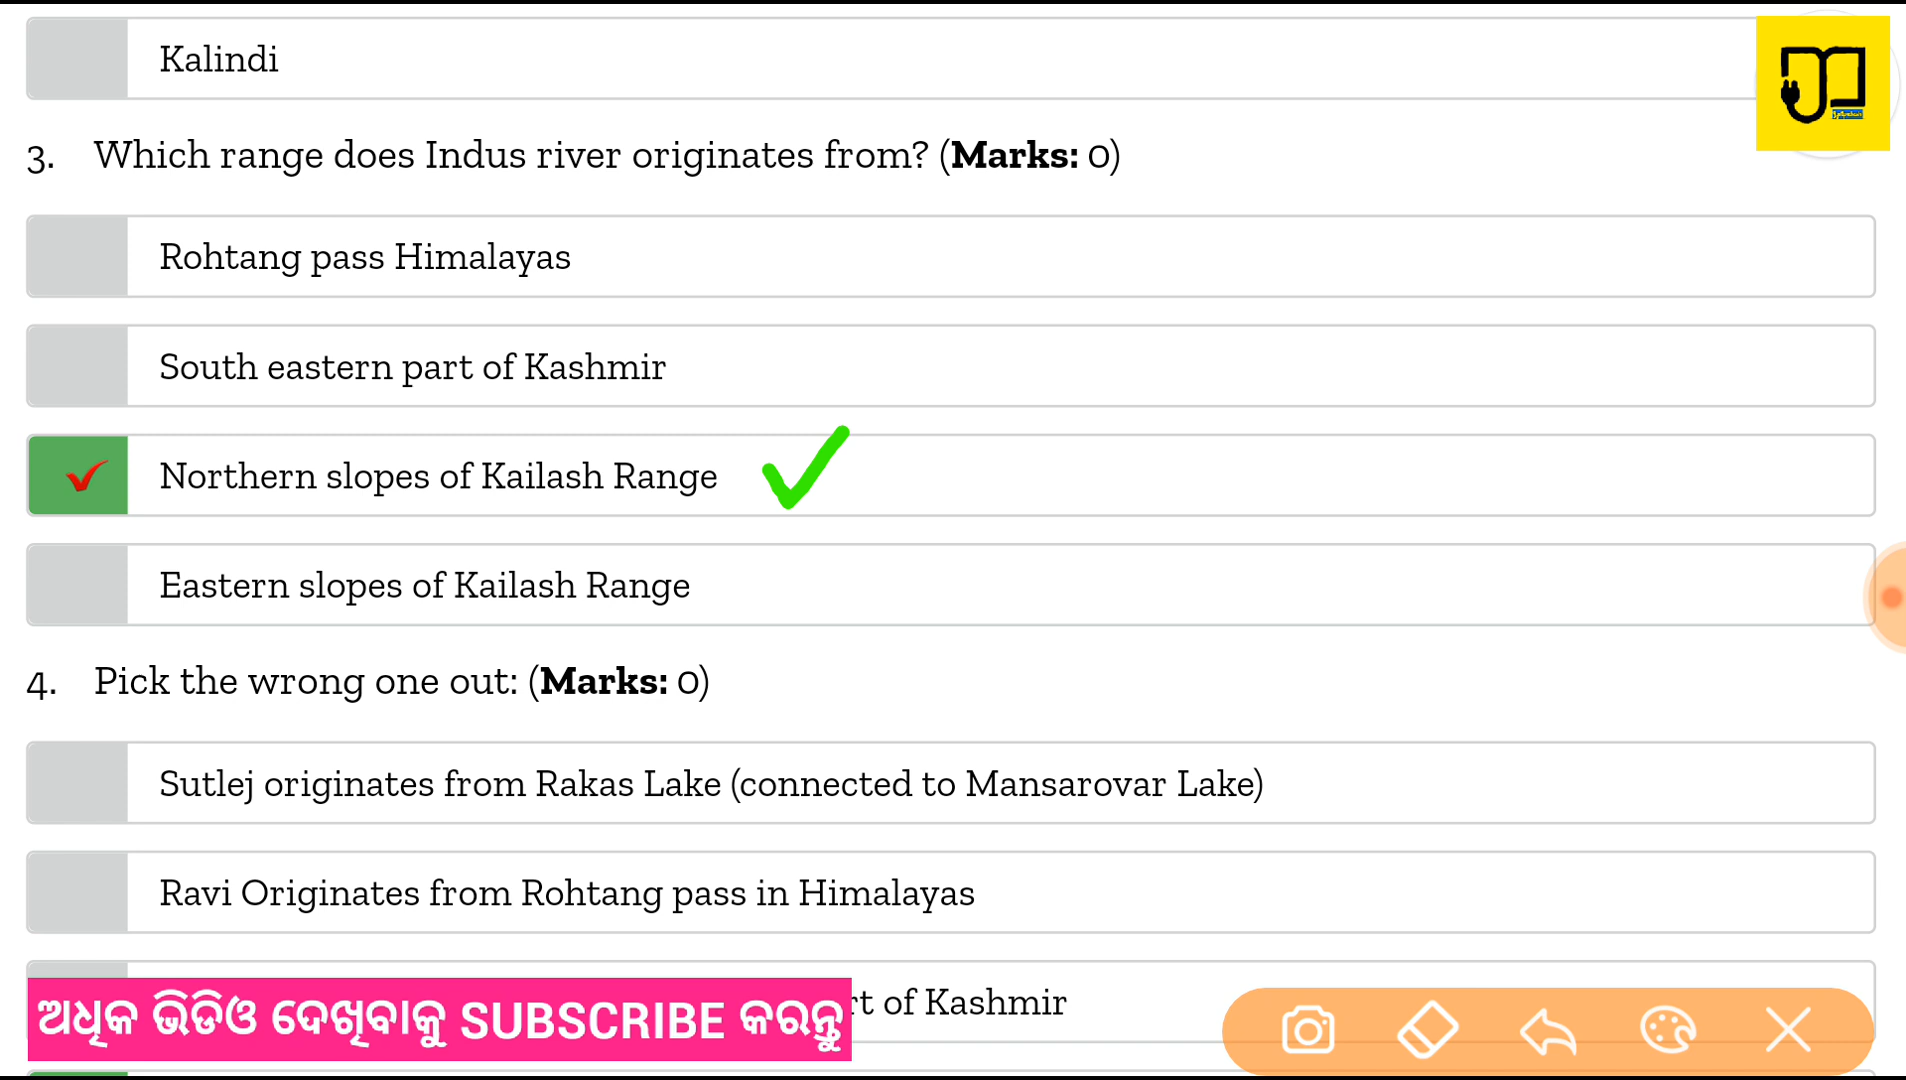 Kalindi
3. Which range does Indus river originates from? (Marks: 0)
Rohtang pass Himalayas
South eastern part of Kashmir
Northern slopes of Kailash Range
Eastern slopes of Kailash Range
4. Pick the wrong one out: (Marks: 0)
Sutlej originates from Rakas Lake (connected to Mansarovar Lake)
Ravi Originates from Rohtang pass in Himalayas
ଅଧିକ ଭିଡିଓ ଦେଖିବାକୁ SUBSCRIBE କରନ୍ତୁ
rt of Kashmir